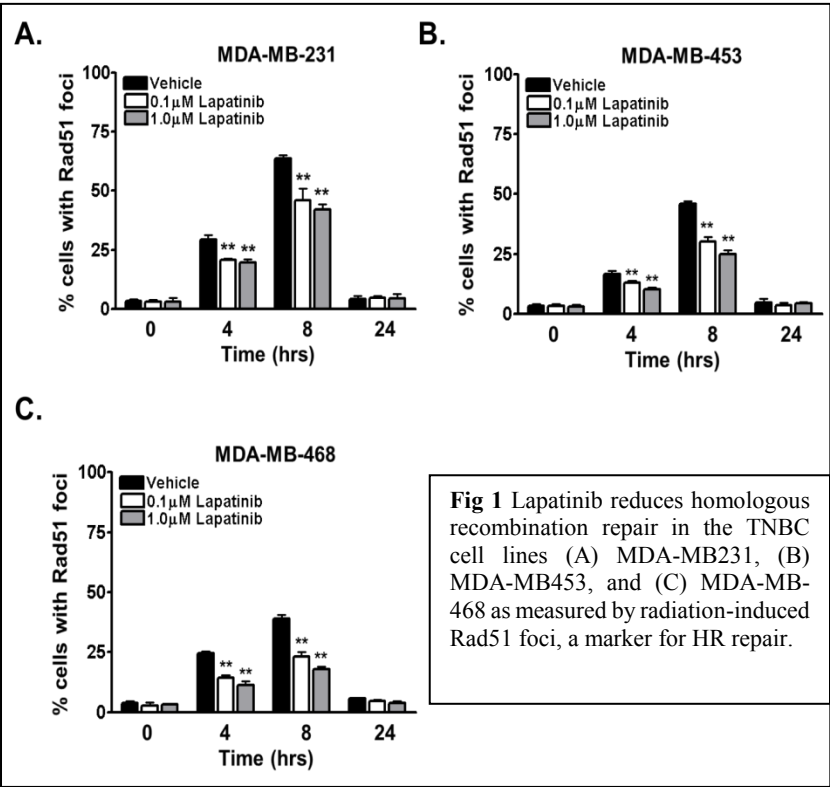 A.
MDA-MB-231
% cells with Rad51 foci
100
75
50
25
0
Vehicle
0.1μM Lapatinib
1.0μM Lapatinib
** **
** **
0 4 8 24
Time (hrs)
B.
MDA-MB-453
% cells with Rad51 foci
100
75
50
25
0
Vehicle
0.1μM Lapatinib
1.0μM Lapatinib
** **
** **
0 4 8 24
Time (hrs)
C.
MDA-MB-468
% cells with Rad51 foci
100
75
50
25
0
Vehicle
0.1μM Lapatinib
1.0μM Lapatinib
** **
** **
0 4 8 24
Time (hrs)
Fig 1 Lapatinib reduces homologous
recombination repair in the TNBC
cell lines (A) MDA-MB231, (B)
MDA-MB453, and (C) MDA-MB-
468 as measured by radiation-induced
Rad51 foci, a marker for HR repair.